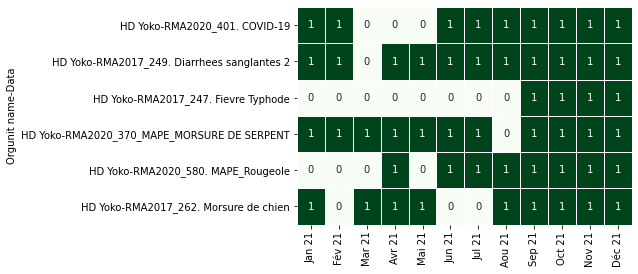 Orgunit name-Data
HD Yoko-RMA2020_401. COVID-19 1 1 0 0 0 1 1 1 1 1 1 1
HD Yoko-RMA2017_249. Diarrhees sanglantes 2 1 1 0 1 1 1 1 1 1 1 1 1
HD Yoko-RMA2017_247. Fievre Typhode 0 0 0 0 0 0 0 0 1 1 1 1
HD Yoko-RMA2020_370_MAPE_MORSURE DE SERPENT 1 1 1 1 1 1 1 0 1 1 1 1
HD Yoko-RMA2020_580. MAPE_Rougeole 0 0 0 1 0 1 1 1 1 1 1 1
HD Yoko-RMA2017_262. Morsure de chien 1 0 1 1 1 0 0 1 1 1 1 1
Jan 21 Fév 21 Mar 21 Avr 21 Mai 21 Jun 21 Jul 21 Aou 21 Sep 21 Oct 21 Nov 21 Déc 21